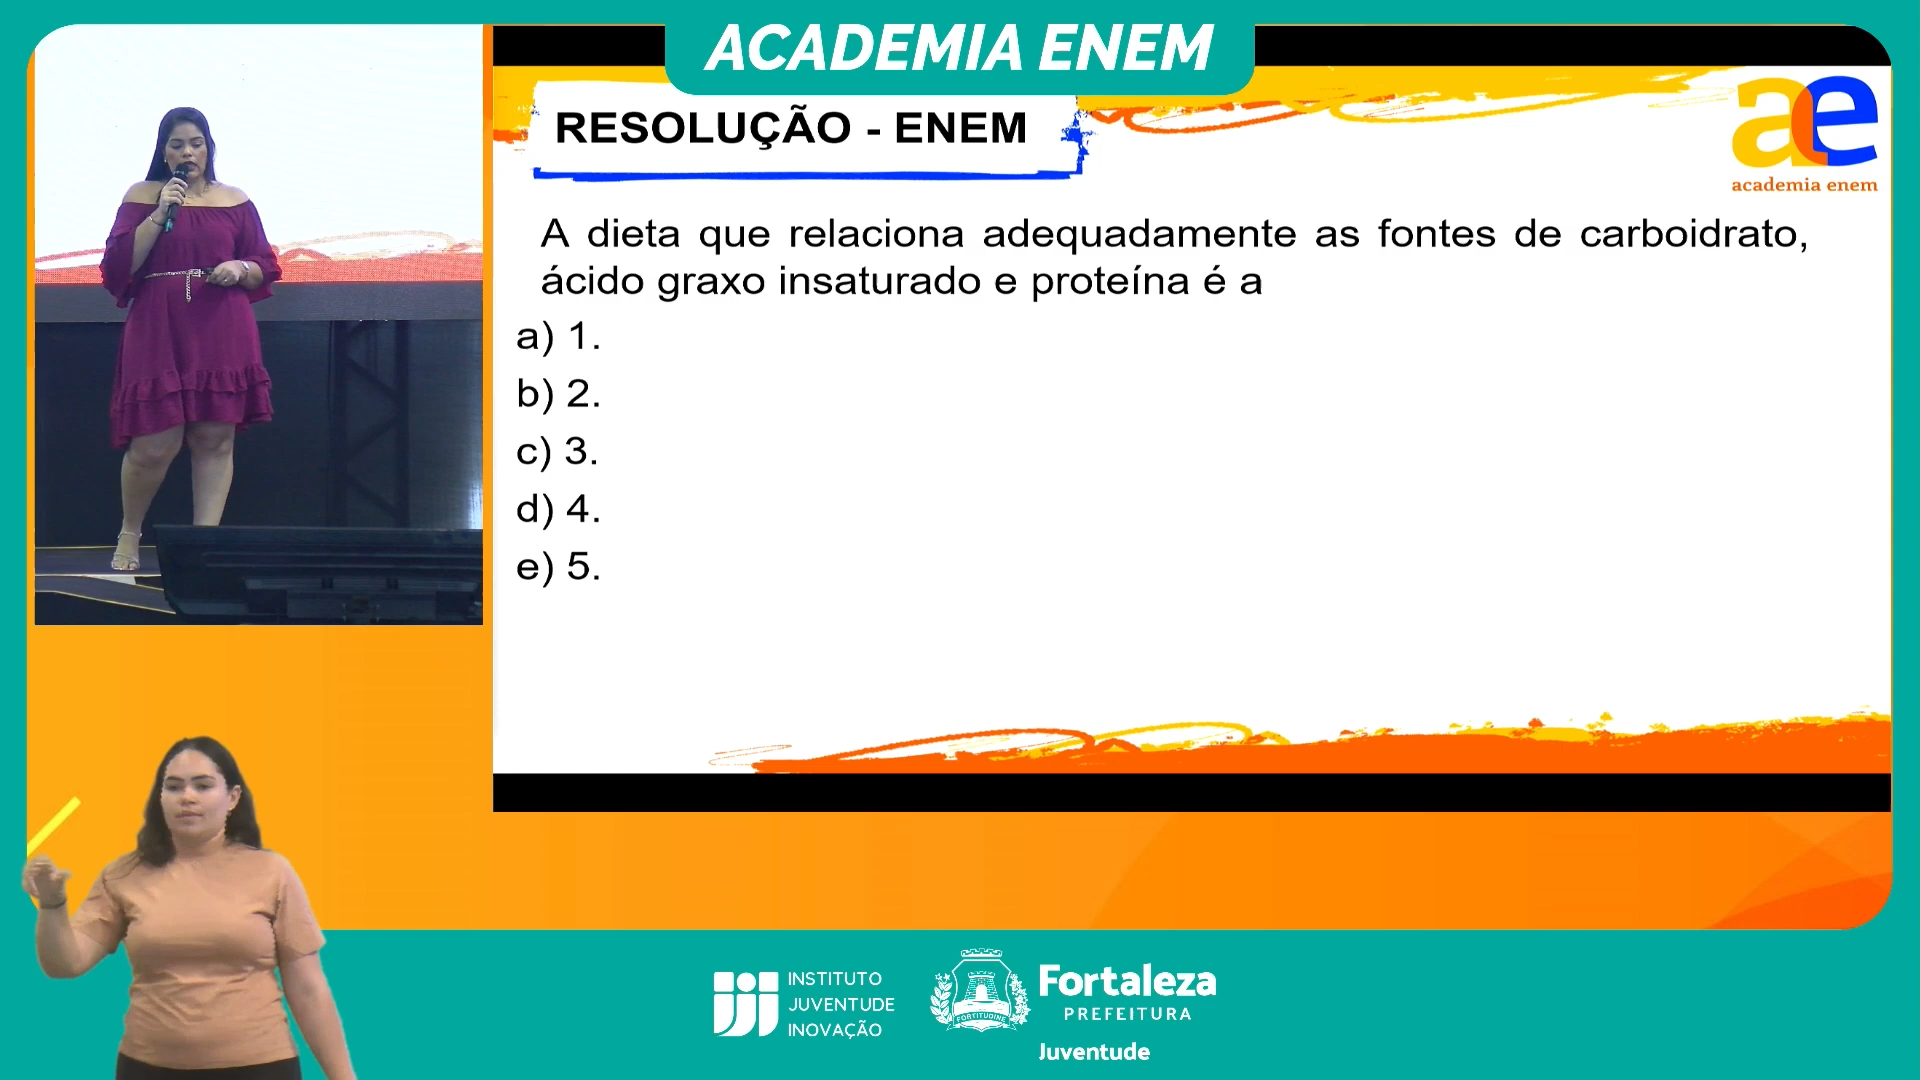 ACADEMIA ENEM
RESOLUÇÃO - ENEM
ae
academia enem
A dieta que relaciona adequadamente as fontes de carboidrato,
ácido graxo insaturado e proteína é a
a) 1.
b) 2.
c) 3.
d) 4.
e) 5.
INSTITUTO
JUVENTUDE
INOVAÇÃO
FORTITUDINE
Fortaleza
PREFEITURA
Juventude